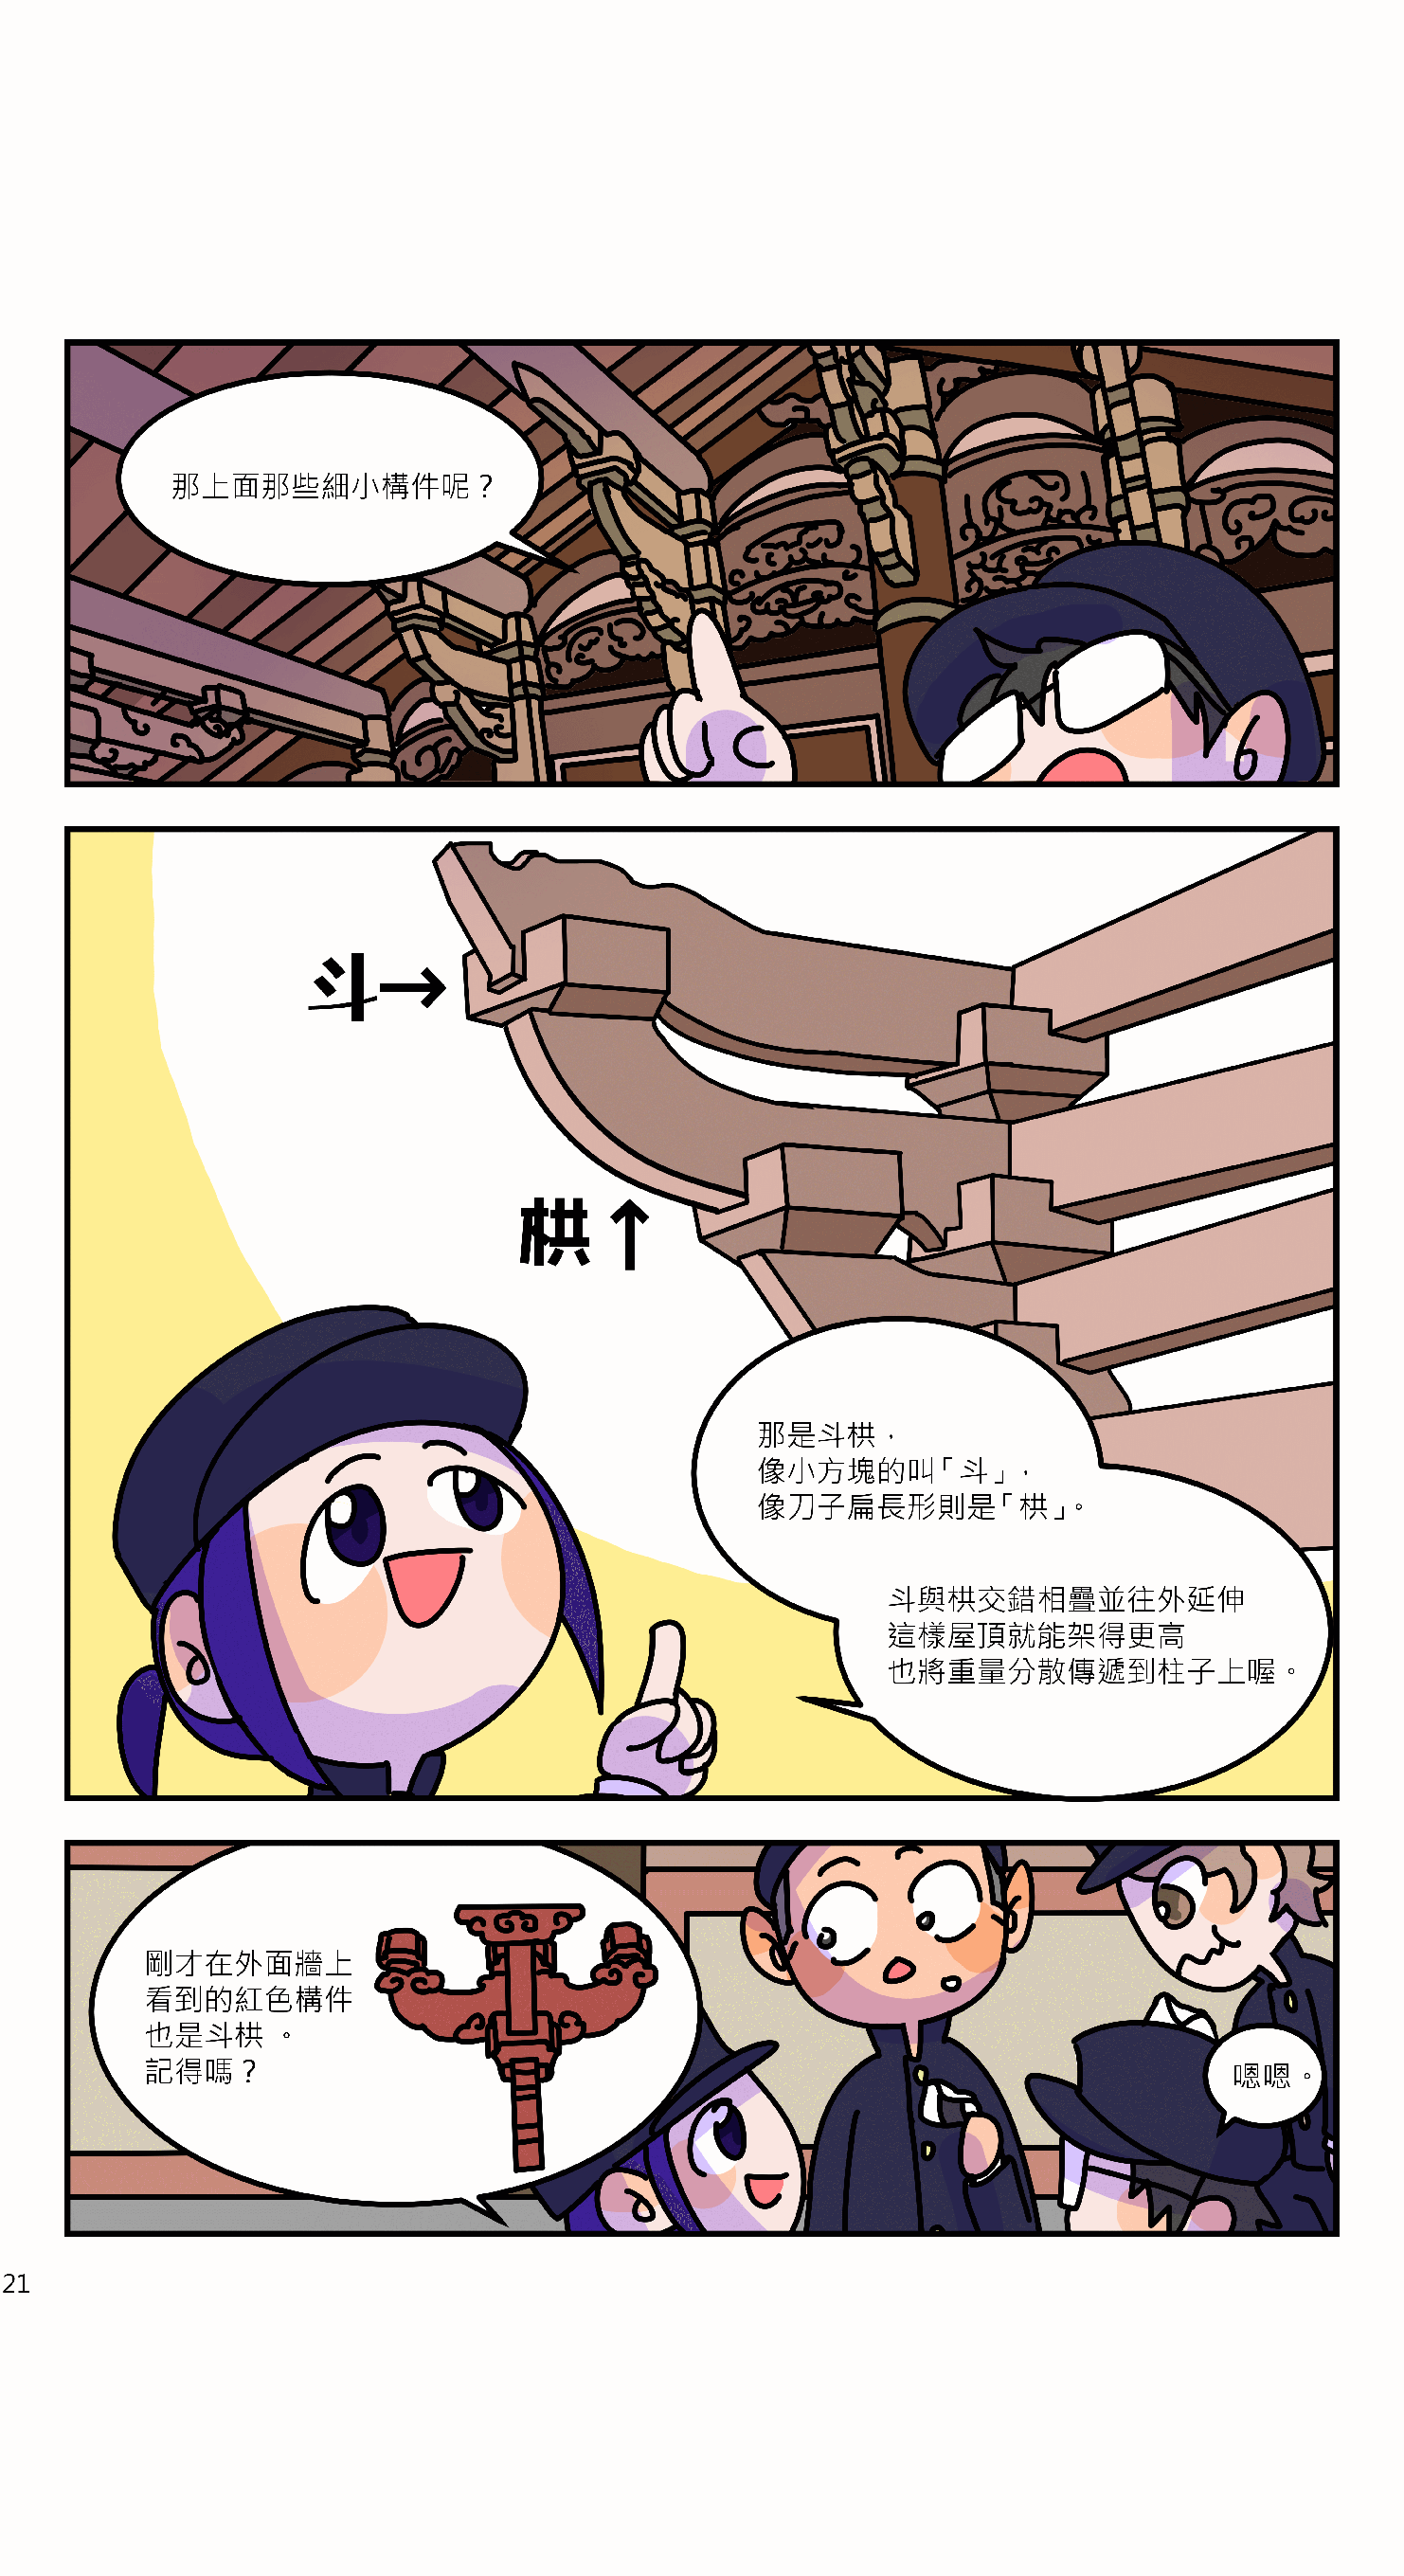 那上面那些細小構件呢？
斗→
栱↑
那是斗栱，
像小方塊的叫「斗」，
像刀子扁長形則是「栱」。
斗與栱交錯相疊並往外延伸
這樣屋頂就能架得更高
也將重量分散傳遞到柱子上喔。
剛才在外面牆上
看到的紅色構件
也是斗栱 。
記得嗎？
嗯嗯。
21